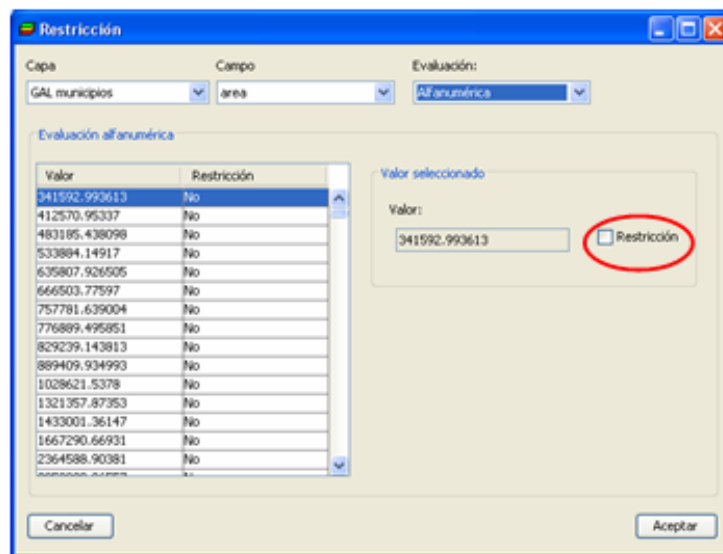 Restricción
Capa Campo Evaluación:
GAL municipios area Alfanumérica
Evaluación alfanumérica
Valor Restricción
341592.993613 No
412570.95337 No
483185.438098 No
533884.14917 No
635807.926505 No
666503.77597 No
757781.639004 No
776889.495851 No
829239.143813 No
889409.934993 No
1028621.5378 No
1321357.87353 No
1433001.36147 No
1667290.66931 No
2364588.90381 No
Valor seleccionado
Valor:
341592.993613 Restricción
Cancelar Aceptar